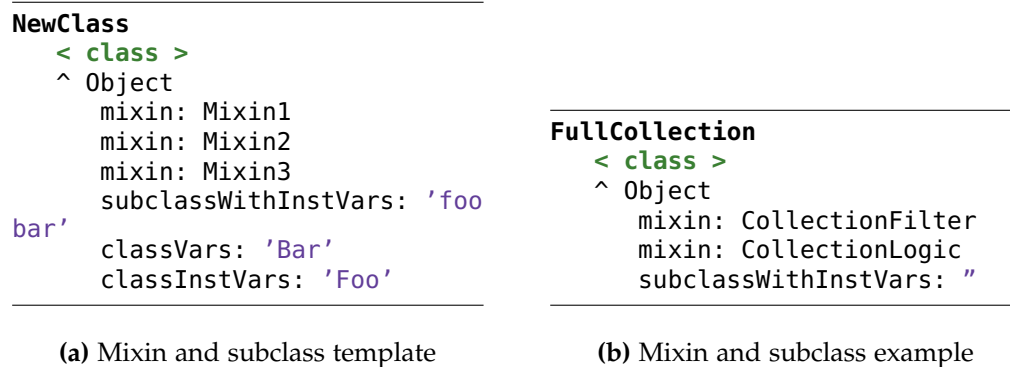 NewClass
< class >
^ Object
mixin: Mixin1
mixin: Mixin2
mixin: Mixin3
subclassWithInstVars: ’foo
bar’
classVars: ’Bar’
classInstVars: ’Foo’
(a) Mixin and subclass template
FullCollection
< class >
^ Object
mixin: CollectionFilter
mixin: CollectionLogic
subclassWithInstVars: ’’
(b) Mixin and subclass example